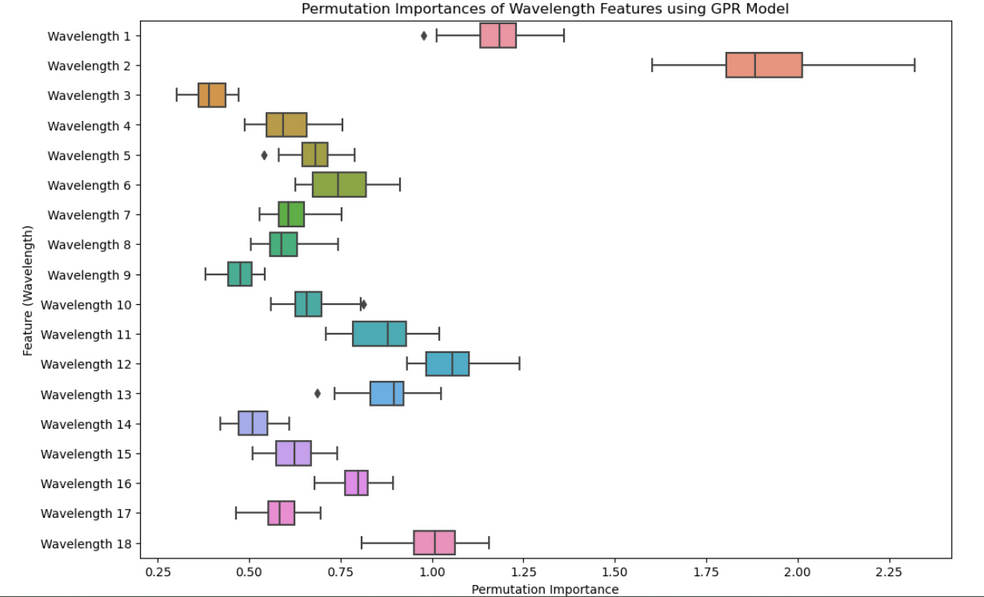 Permutation Importances of Wavelength Features using GPR Model
Feature (Wavelength)
Wavelength 1
Wavelength 2
Wavelength 3
Wavelength 4
Wavelength 5
Wavelength 6
Wavelength 7
Wavelength 8
Wavelength 9
Wavelength 10
Wavelength 11
Wavelength 12
Wavelength 13
Wavelength 14
Wavelength 15
Wavelength 16
Wavelength 17
Wavelength 18
0.25 0.50 0.75 1.00 1.25 1.50 1.75 2.00 2.25
Permutation Importance